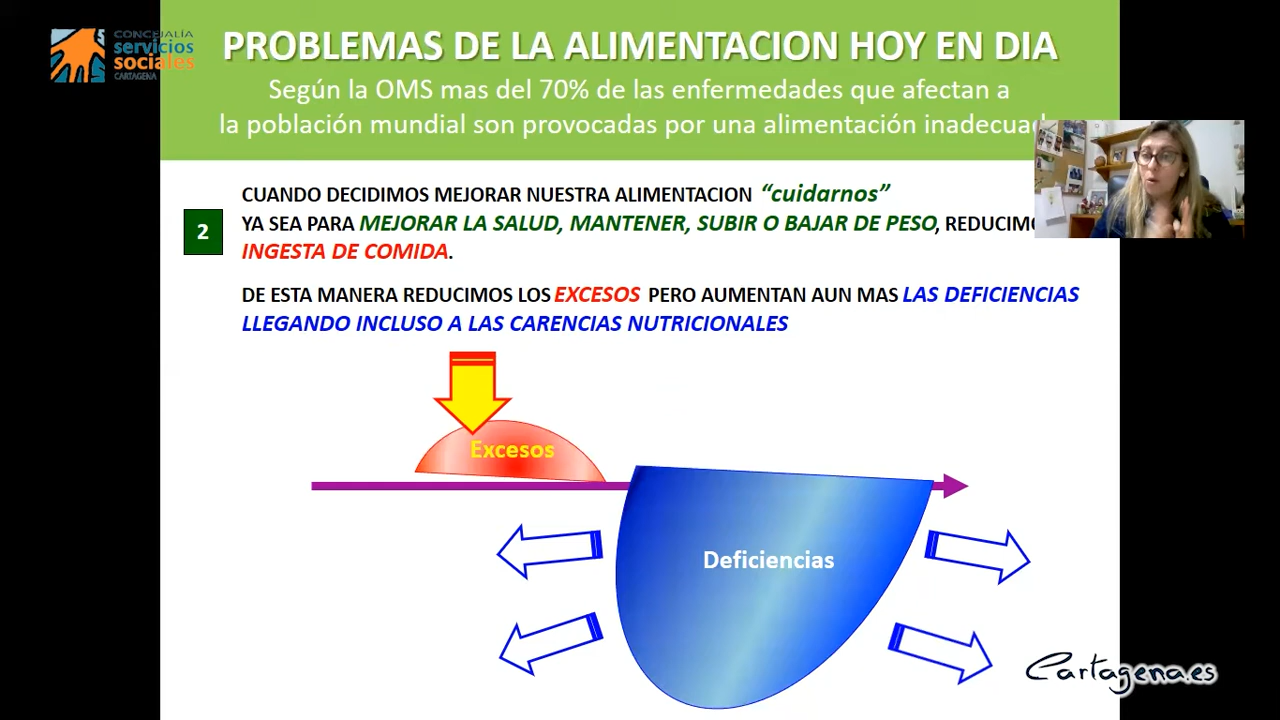 CONCEJALÍA
servicios
sociales
CARTAGENA
PROBLEMAS DE LA ALIMENTACION HOY EN DIA
Según la OMS mas del 70% de las enfermedades que afectan a
la población mundial son provocadas por una alimentación
2
CUANDO DECIDIMOS MEJORAR NUESTRA ALIMENTACION “cuidarnos”
YA SEA PARA MEJORAR LA SALUD, MANTENER, SUBIR O BAJAR DE PESO,
INGESTA DE COMIDA.
DE ESTA MANERA REDUCIMOS LOS EXCESOS PERO AUMENTAN AUN MAS LAS DEFICIENCIAS
LLEGANDO INCLUSO A LAS CARENCIAS NUTRICIONALES
Excesos
Deficiencias
Cartagena.es